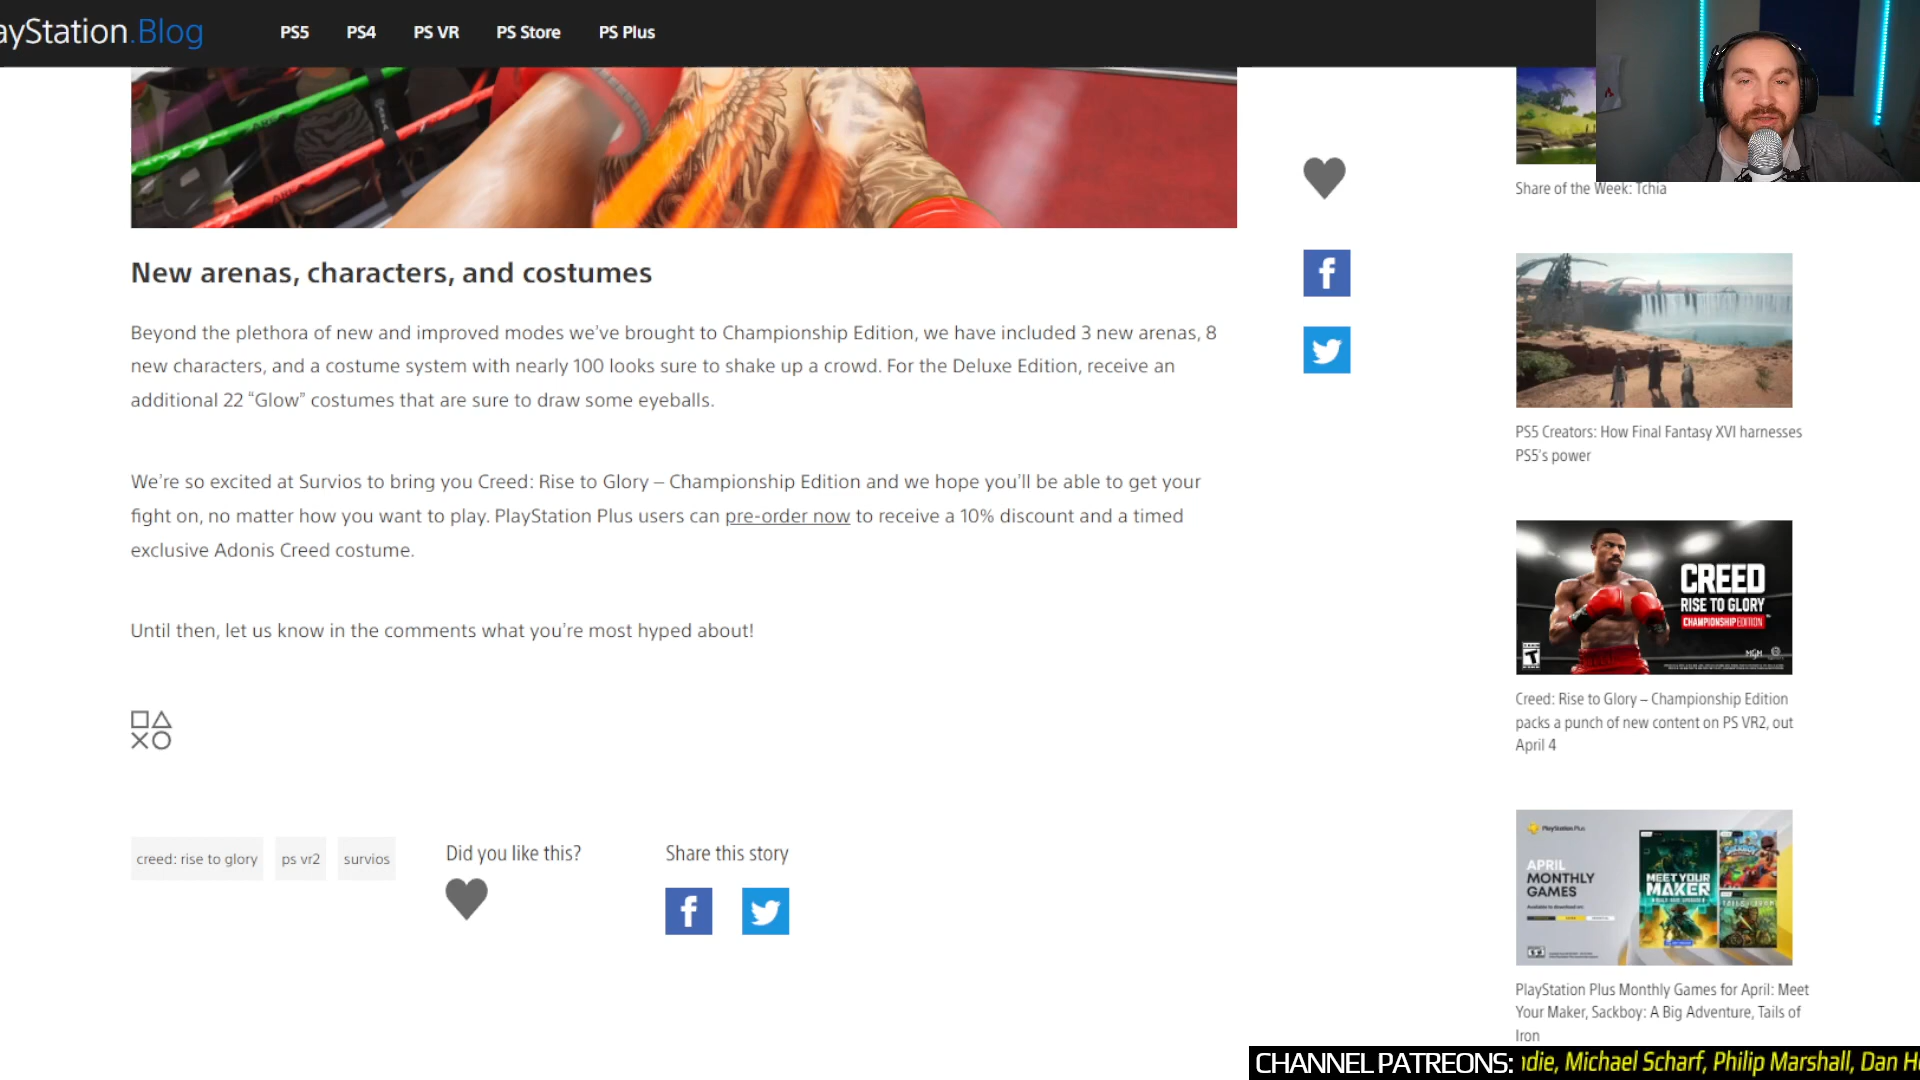 ayStation.Blog
PS5
PS4
PS VR
PS Store
PS Plus
New arenas, characters, and costumes
Beyond the plethora of new and improved modes we’ve brought to Championship Edition, we have included 3 new arenas, 8
new characters, and a costume system with nearly 100 looks sure to shake up a crowd. For the Deluxe Edition, receive an
additional 22 “Glow” costumes that are sure to draw some eyeballs.
We’re so excited at Survios to bring you Creed: Rise to Glory – Championship Edition and we hope you’ll be able to get your
fight on, no matter how you want to play. PlayStation Plus users can pre-order now to receive a 10% discount and a timed
exclusive Adonis Creed costume.
Until then, let us know in the comments what you’re most hyped about!
creed: rise to glory
ps vr2
survios
Did you like this?
Share this story
Share of the Week: Tchia
PS5 Creators: How Final Fantasy XVI harnesses
PS5’s power
CREED
RISE TO GLORY
CHAMPIONSHIP EDITION
T
MGM
Creed: Rise to Glory – Championship Edition
packs a punch of new content on PS VR2, out
April 4
PlayStation Plus
APRIL
MONTHLY
GAMES
MEET YOUR
MAKER
PlayStation Plus Monthly Games for April: Meet
Your Maker, Sackboy: A Big Adventure, Tails of
Iron
CHANNEL PATREONS: ndie, Michael Scharf, Philip Marshall, Dan H